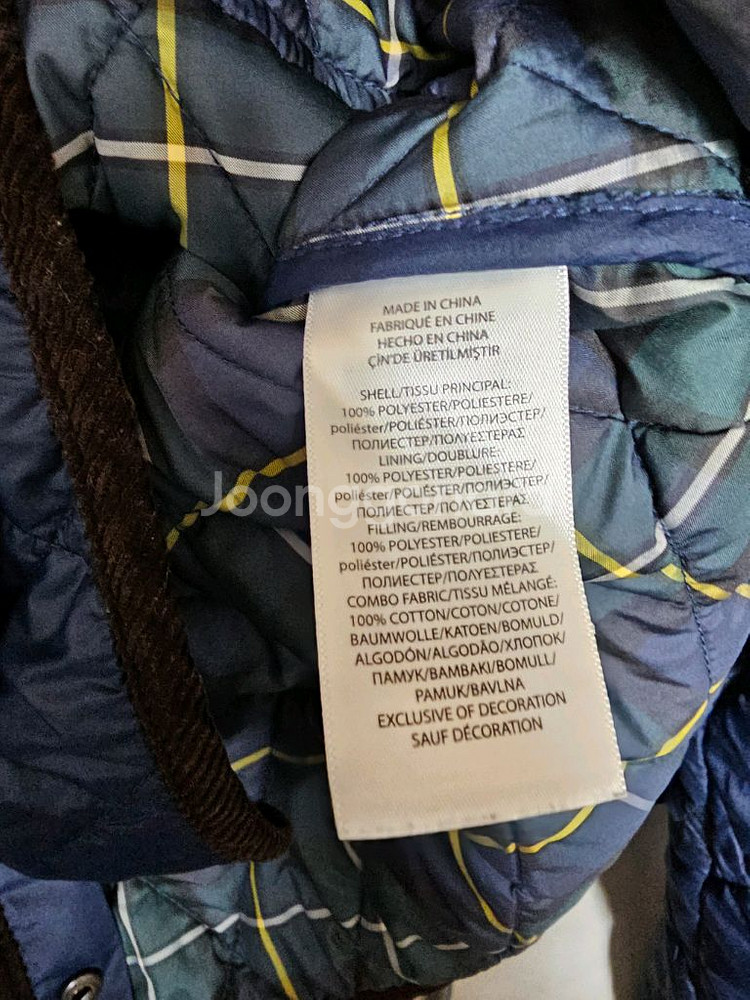 MADE IN CHINA
FABRIQUÉ EN CHINE
HECHO EN CHINA
ÇİN'DE ÜRETİLMİŞTİR
SHELL/TISSU PRINCIPAL:
100% POLYESTER/POLIESTERE/
poliéster/POLIÉSTER/ПОЛИЭСТЕР/
ПОЛИЕСТЕР/ΠΟΛΥΕΣΤΕΡΑΣ
LINING/DOUBLURE:
100% POLYESTER/POLIESTERE/
poliéster/POLIÉSTER/ПОЛИЭСТЕР/
ПОЛИЕСТЕР/ΠΟΛΥΕΣΤΕΡΑΣ
FILLING/REMBOURRAGE:
100% POLYESTER/POLIESTERE/
poliéster/POLIÉSTER/ПОЛИЭСТЕР/
ПОЛИЕСТЕР/ΠΟΛΥΕΣΤΕΡΑΣ
COMBO FABRIC/TISSU MÉLANGÉ:
100% COTTON/COTON/COTONE/
BAUMWOLLE/KATOEN/BOMULD/
ALGODÓN/ALGODÃO/ХЛОПОК/
ПАМУК/ΒΑΜΒΑΚΙ/BOMULL/
PAMUK/BAVLNA
EXCLUSIVE OF DECORATION
SAUF DÉCORATION